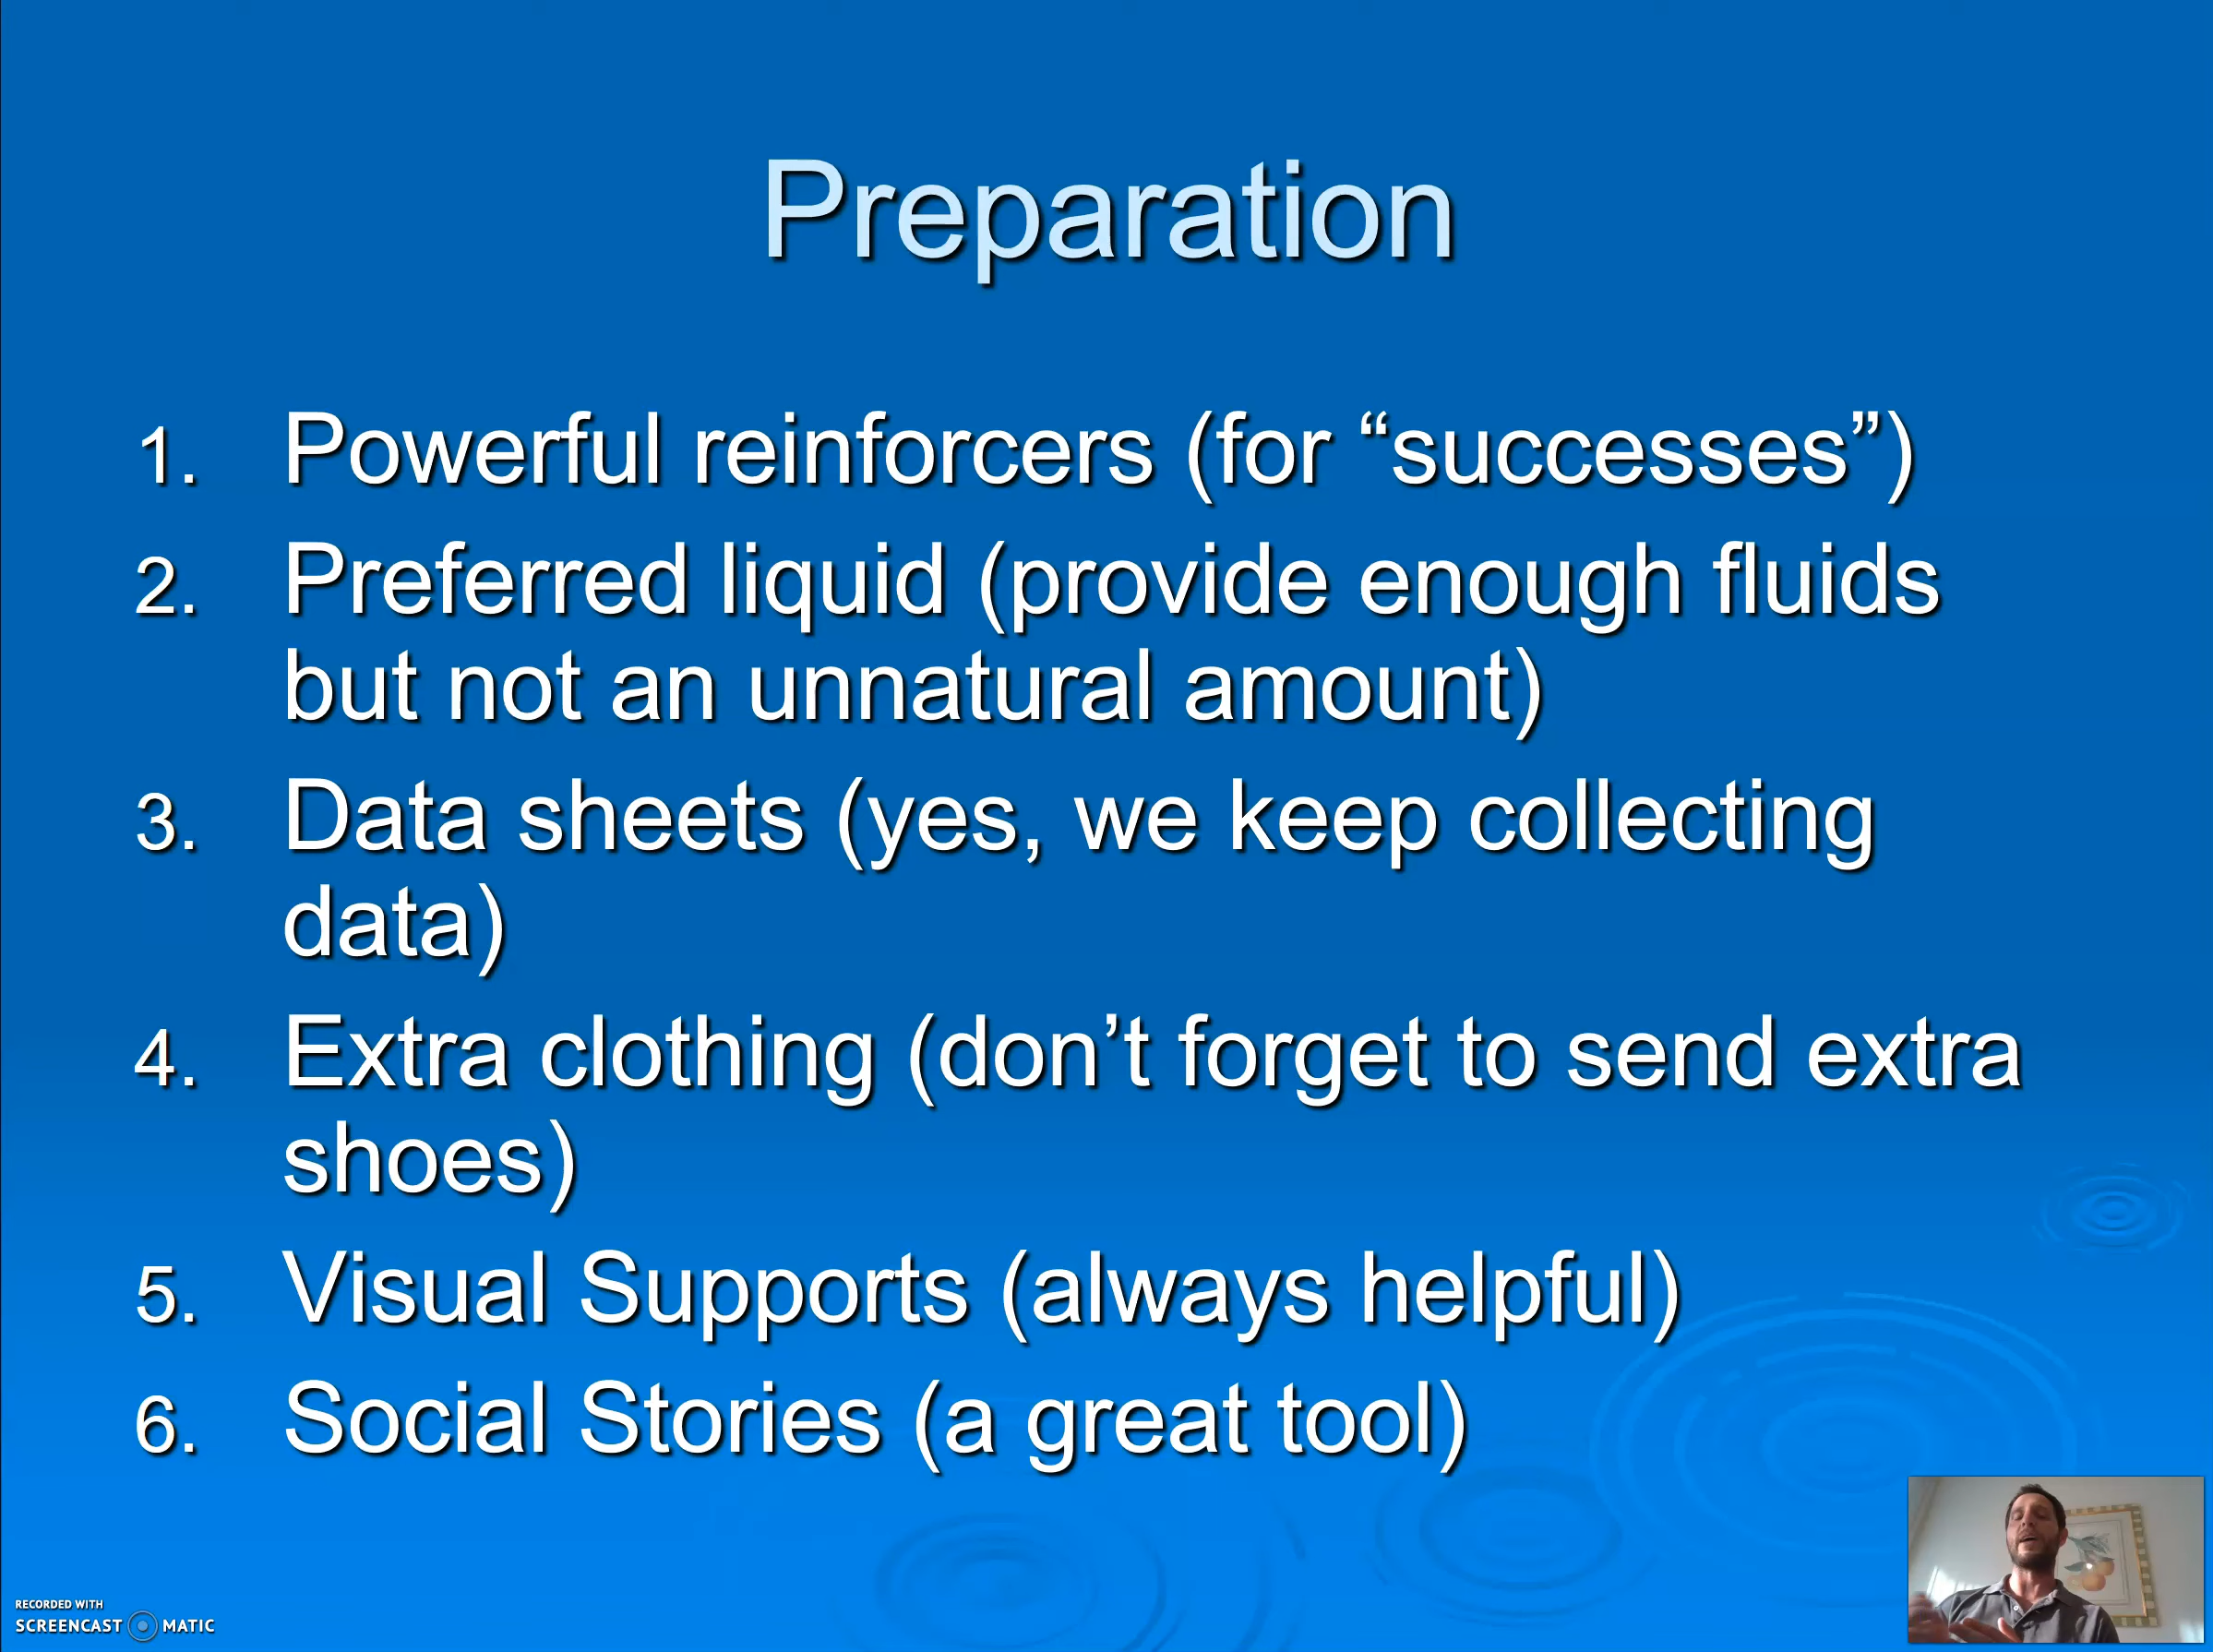 Preparation
1. Powerful reinforcers (for “successes”)
2. Preferred liquid (provide enough fluids
but not an unnatural amount)
3. Data sheets (yes, we keep collecting
data)
4. Extra clothing (don’t forget to send extra
shoes)
5. Visual Supports (always helpful)
6. Social Stories (a great tool)
RECORDED WITH
SCREENCAST MATIC